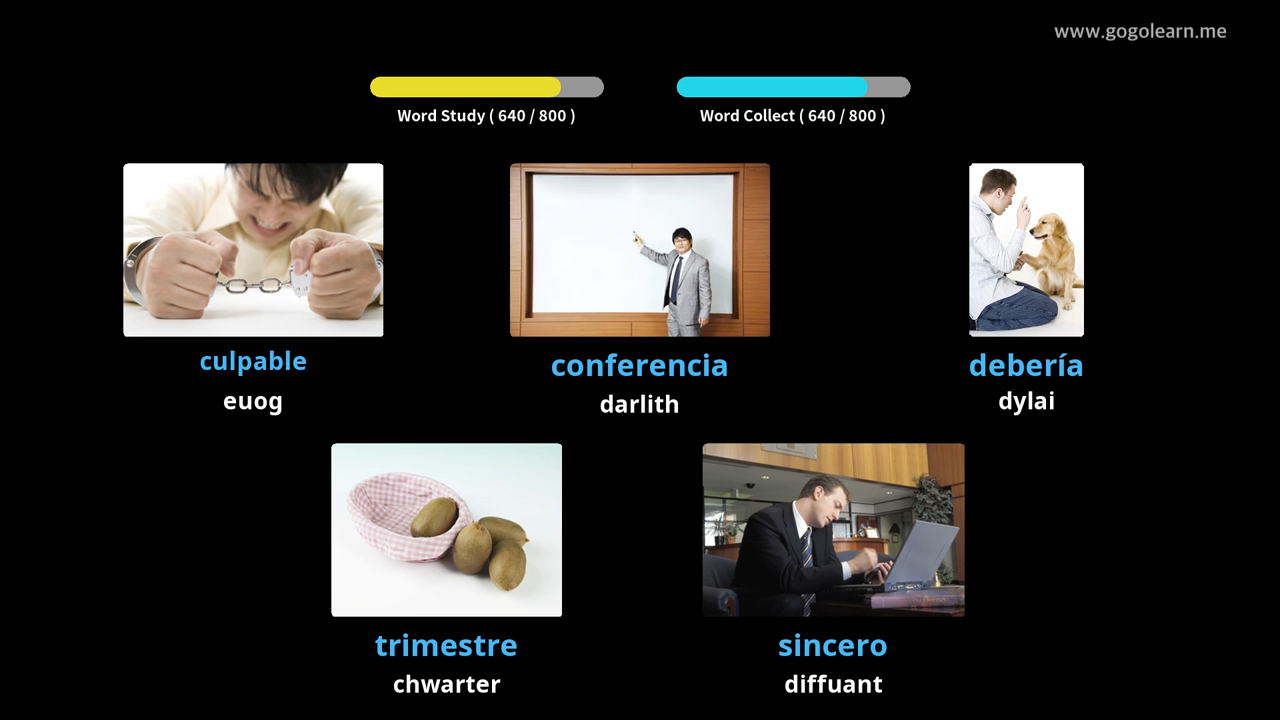 www.gogolearn.me
Word Study ( 640 / 800 )
Word Collect ( 640 / 800 )
culpable
euog
conferencia
darlith
debería
dylai
trimestre
chwarter
sincero
diffuant